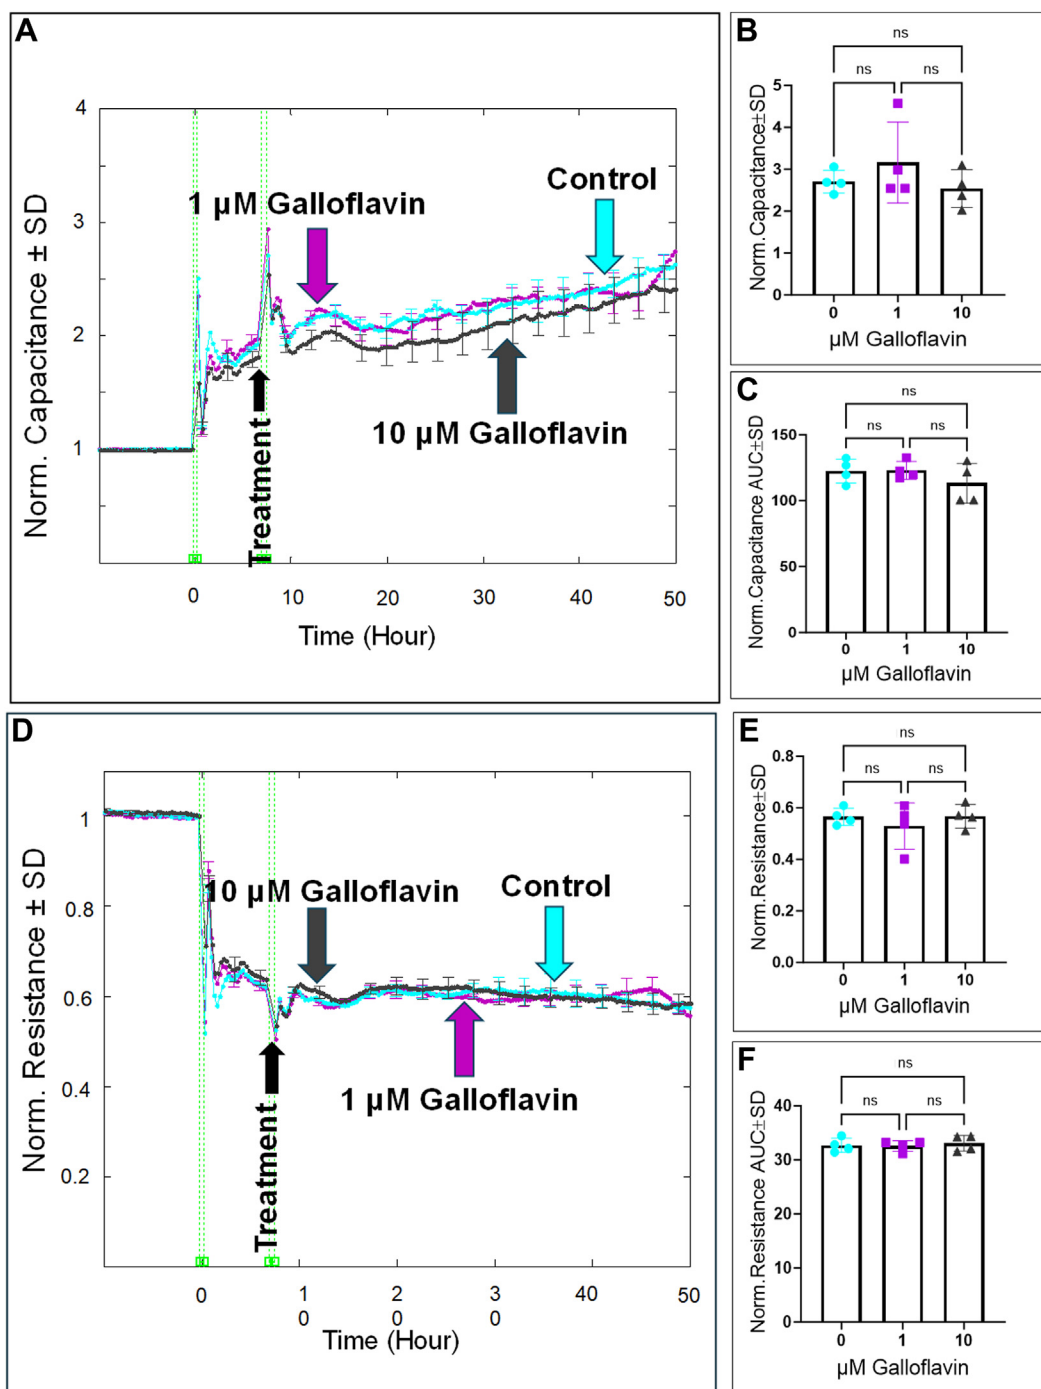 A
Norm. Capacitance ± SD
4
3
2
1
1 µM Galloflavin
Control
10 µM Galloflavin
Treatment
0
10
20
30
40
50
Time (Hour)
B
ns
ns
ns
Norm.Capacitance±SD
5
4
3
2
1
0
0
1
10
µM Galloflavin
C
ns
ns
ns
Norm.Capacitance AUC±SD
150
100
50
0
0
1
10
µM Galloflavin
D
Norm. Resistance ± SD
1
0.8
0.6
0.4
0.2
10 µM Galloflavin
Control
1 µM Galloflavin
Treatment
0
1
0
2
0
3
0
50
Time (Hour)
E
ns
ns
ns
Norm.Resistance±SD
0.8
0.6
0.4
0.2
0.0
0
1
10
µM Galloflavin
F
ns
ns
ns
Norm.Resistance AUC±SD
40
30
20
10
0
0
1
10
µM Galloflavin